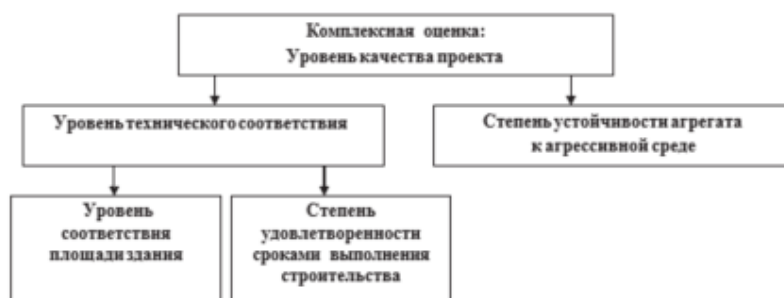 Комплексная оценка:
Уровень качества проекта
Уровень технического соответствия
Степень устойчивости агрегата
к агрессивной среде
Уровень
соответствия
площади здания
Степень
удовлетворенности
сроками выполнения
строительства